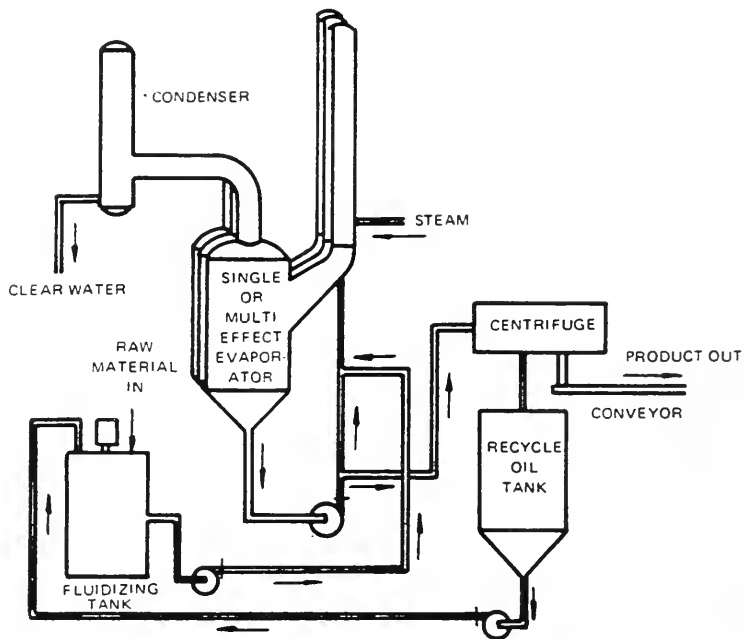 CONDENSER
STEAM
CLEAR WATER
SINGLE
OR
MULTI
EFFECT
EVAPOR-
ATOR
CENTRIFUGE
RAW
MATERIAL
IN
PRODUCT OUT
CONVEYOR
RECYCLE
OIL
TANK
FLUIDIZING
TANK